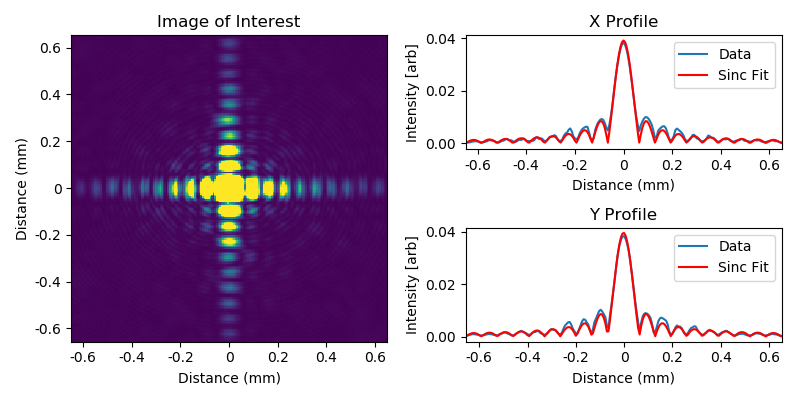 Image of Interest
0.6
0.4
0.2
0
-0.2
-0.4
-0.6
Distance (mm)
-0.6 -0.4 -0.2 0 0.2 0.4 0.6
Distance (mm)
X Profile
0.04
0.02
0.00
Intensity [arb]
Data
Sinc Fit
-0.6 -0.4 -0.2 0 0.2 0.4 0.6
Distance (mm)
Y Profile
0.04
0.02
0.00
Intensity [arb]
Data
Sinc Fit
-0.6 -0.4 -0.2 0 0.2 0.4 0.6
Distance (mm)